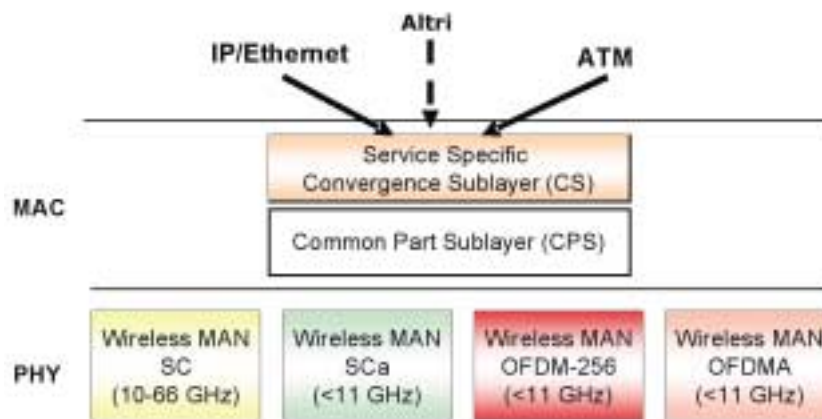 Altri
IP/Ethernet
ATM
Service Specific
Convergence Sublayer (CS)
MAC
Common Part Sublayer (CPS)
PHY
Wireless MAN
SC
(10-66 GHz)
Wireless MAN
SCa
(<11 GHz)
Wireless MAN
OFDM-256
(<11 GHz)
Wireless MAN
OFDMA
(<11 GHz)